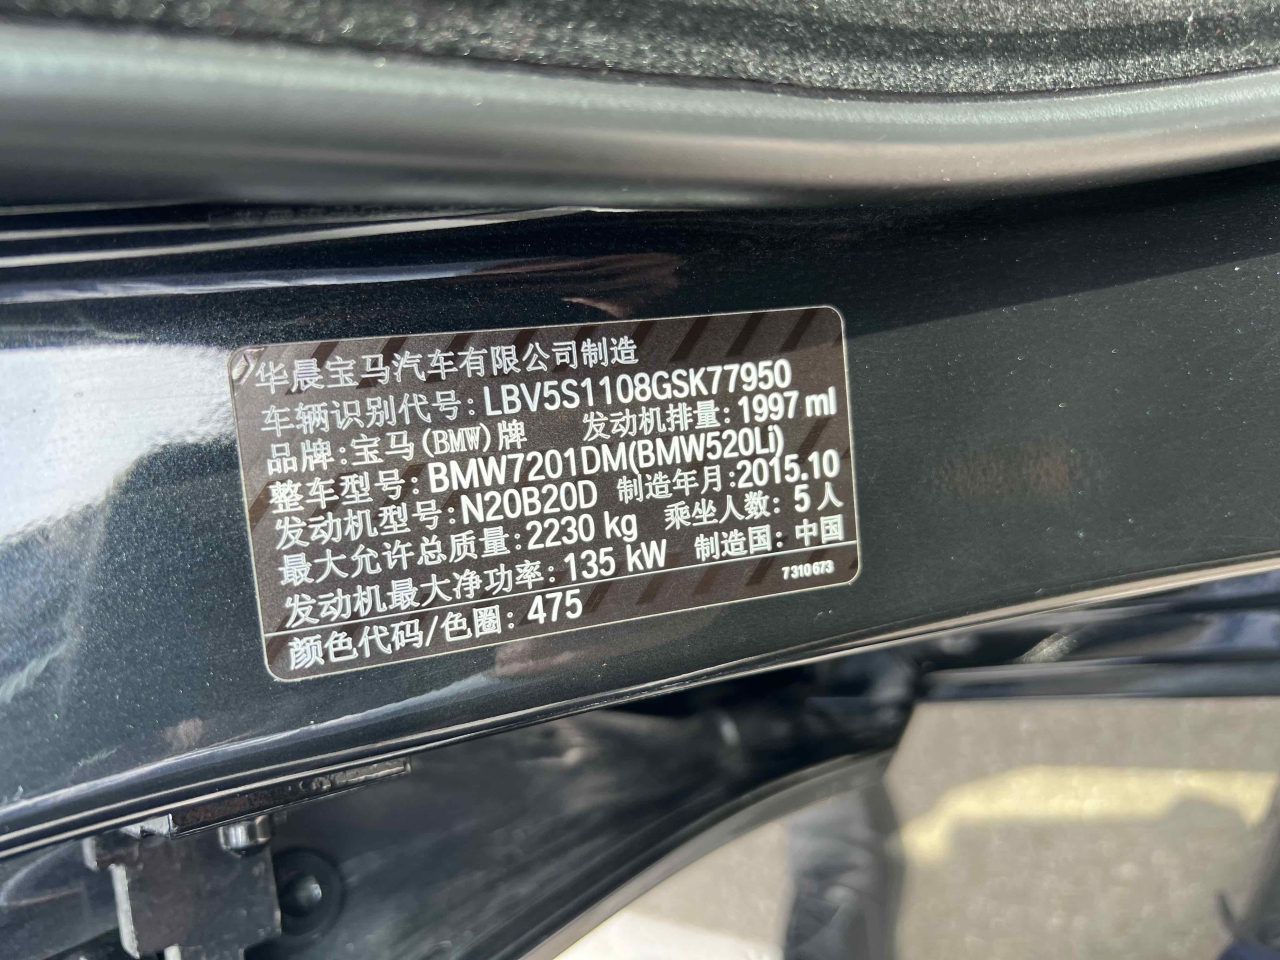 华晨宝马汽车有限公司制造
车辆识别代号: LBV5S1108GSK77950
品牌: 宝马(BMW)牌 发动机排量: 1997 ml
整车型号: BMW7201DM(BMW520Li)
发动机型号: N20B20D 制造年月: 2015.10
最大允许总质量: 2230 kg 乘坐人数: 5 人
发动机最大净功率: 135 kW 制造国: 中国
颜色代码/色圈: 475 7310673